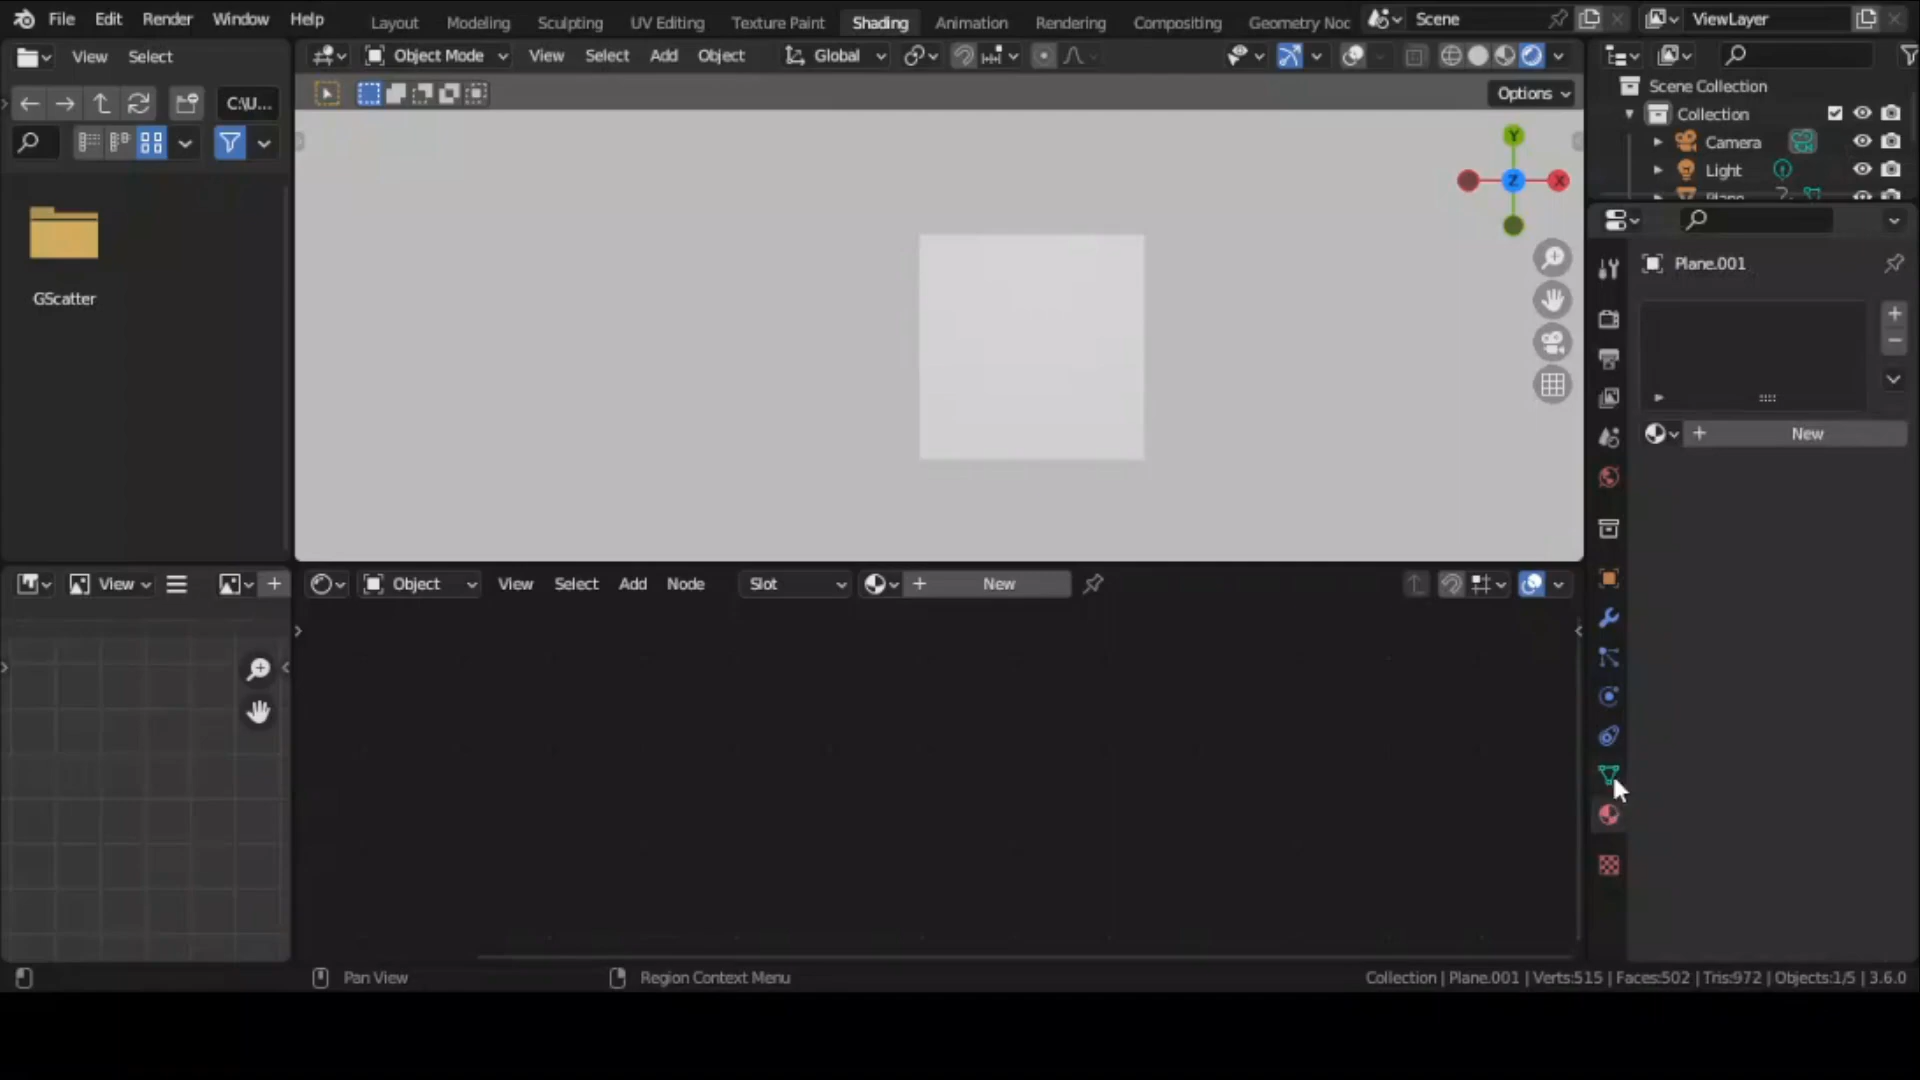 File Edit Render Window Help Layout Modeling Sculpting UV Editing Texture Paint Shading Animation Rendering Compositing Geometry Noc Scene ViewLayer
View Select Object Mode View Select Add Object Global
C:\U... Options
GScatter
Scene Collection
Collection
Camera
Light
Plane
Y
Z X
Plane.001
New
View Object View Select Add Node Slot New
Pan View Region Context Menu Collection | Plane.001 | Verts:515 | Faces:502 | Tris:972 | Objects:1/5 | 3.6.0